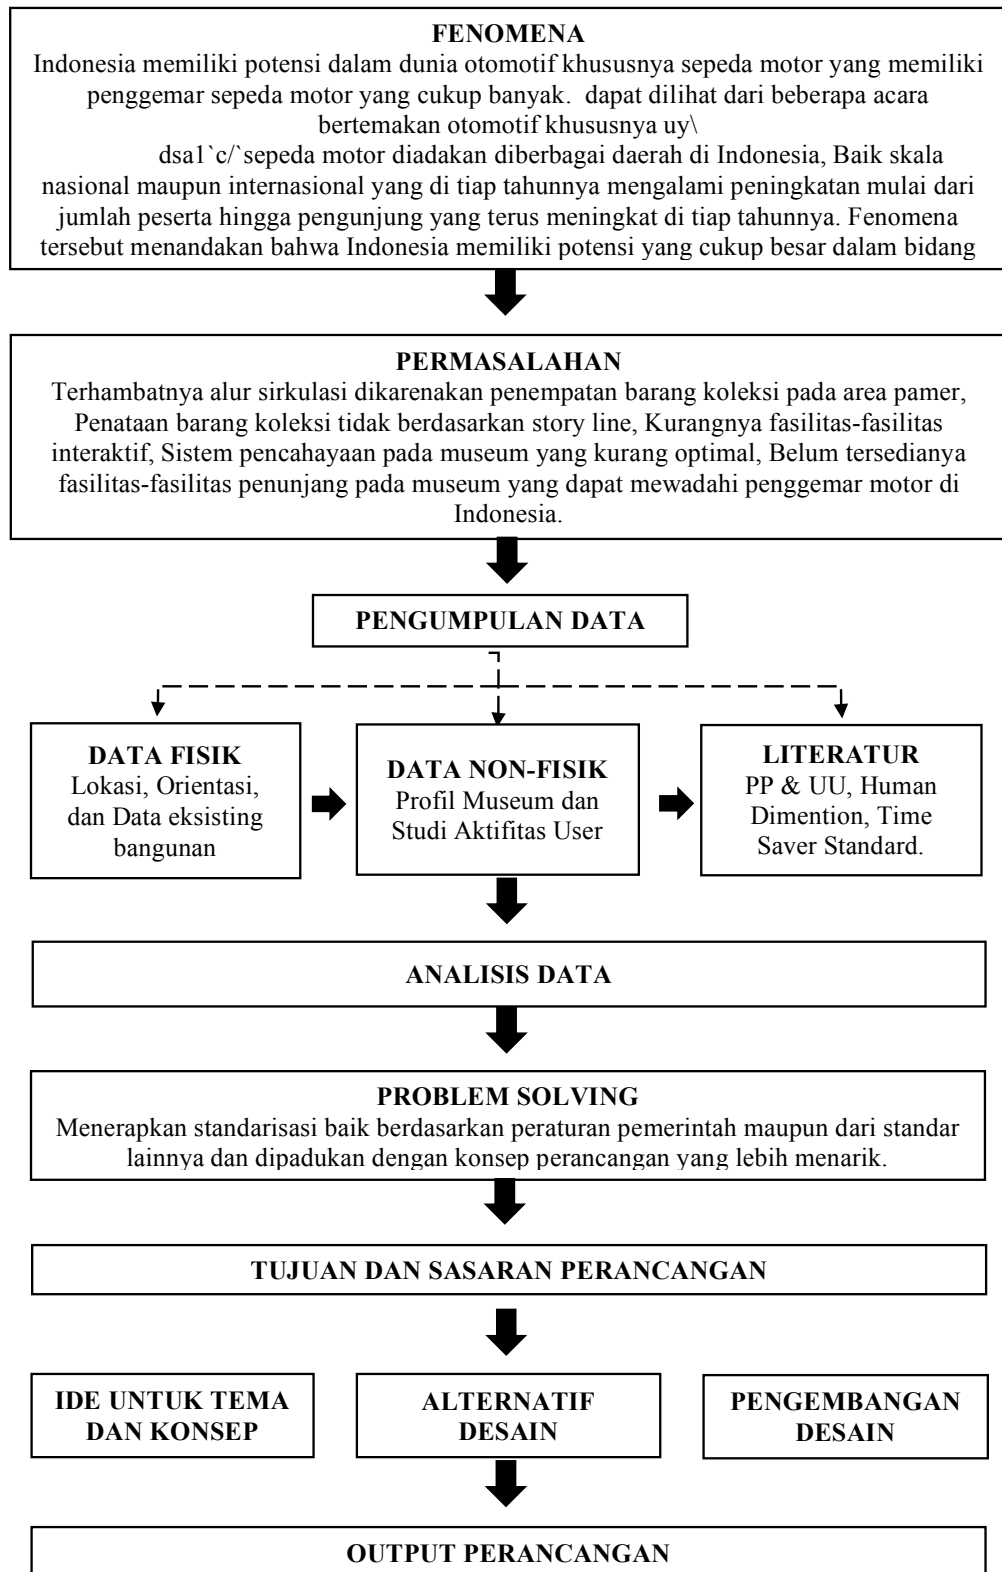 FENOMENA
Indonesia memiliki potensi dalam dunia otomotif khususnya sepeda motor yang memiliki
penggemar sepeda motor yang cukup banyak.  dapat dilihat dari beberapa acara
bertemakan otomotif khususnya uy\
dsa1`c/`sepeda motor diadakan diberbagai daerah di Indonesia, Baik skala
nasional maupun internasional yang di tiap tahunnya mengalami peningkatan mulai dari
jumlah peserta hingga pengunjung yang terus meningkat di tiap tahunnya. Fenomena
tersebut menandakan bahwa Indonesia memiliki potensi yang cukup besar dalam bidang
PERMASALAHAN
Terhambatnya alur sirkulasi dikarenakan penempatan barang koleksi pada area pamer,
Penataan barang koleksi tidak berdasarkan story line, Kurangnya fasilitas-fasilitas
interaktif, Sistem pencahayaan pada museum yang kurang optimal, Belum tersedianya
fasilitas-fasilitas penunjang pada museum yang dapat mewadahi penggemar motor di
Indonesia.
PENGUMPULAN DATA
DATA FISIK
Lokasi, Orientasi,
dan Data eksisting
bangunan
DATA NON-FISIK
Profil Museum dan
Studi Aktifitas User
LITERATUR
PP & UU, Human
Dimention, Time
Saver Standard.
ANALISIS DATA
PROBLEM SOLVING
Menerapkan standarisasi baik berdasarkan peraturan pemerintah maupun dari standar
lainnya dan dipadukan dengan konsep perancangan yang lebih menarik.
TUJUAN DAN SASARAN PERANCANGAN
IDE UNTUK TEMA
DAN KONSEP
ALTERNATIF
DESAIN
PENGEMBANGAN
DESAIN
OUTPUT PERANCANGAN